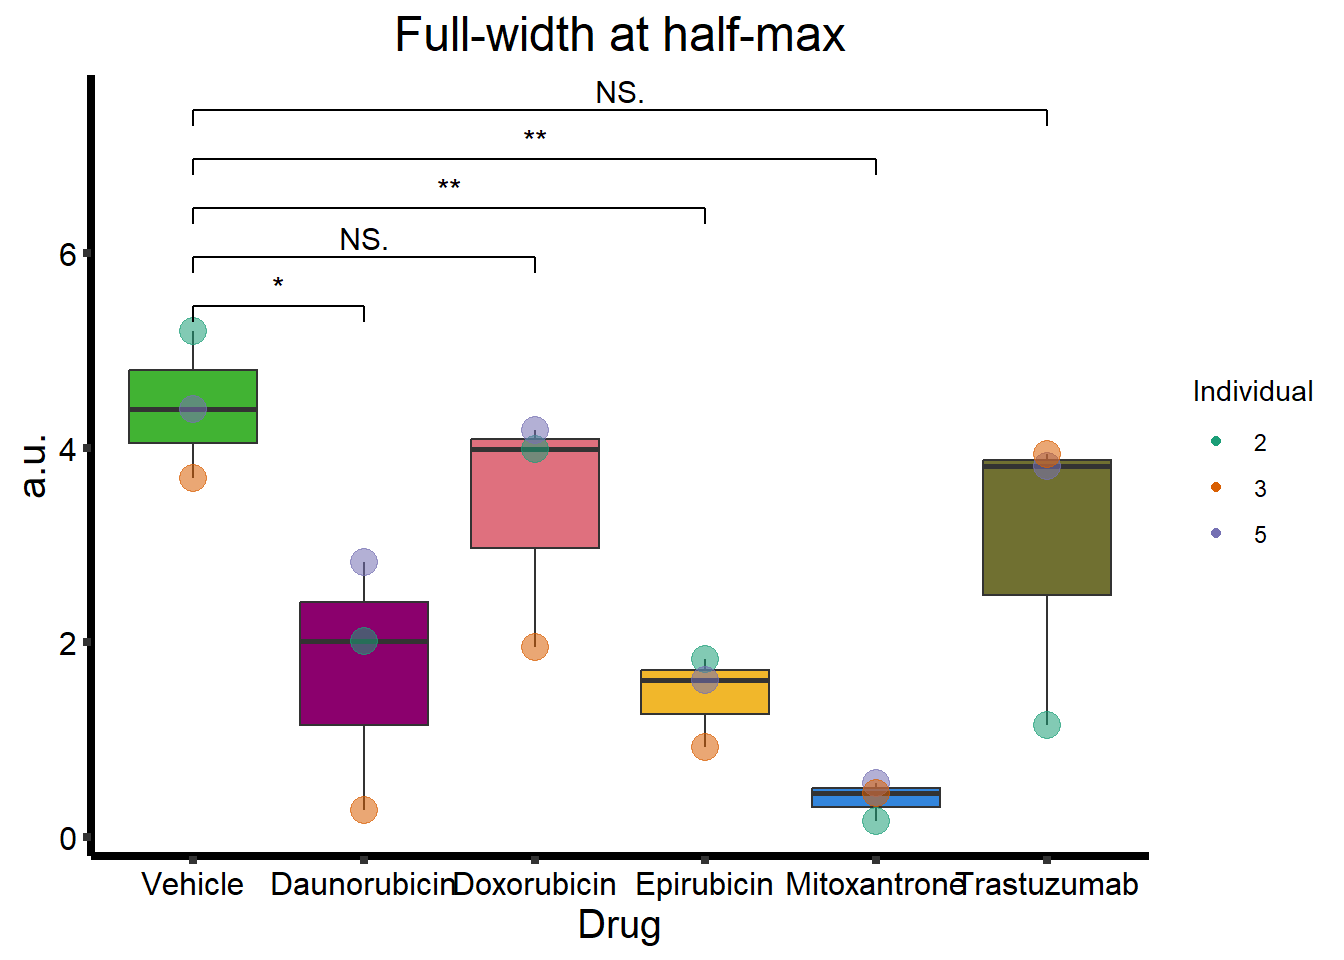 Full-width at half-max
NS.
**
**
NS.
*
6
4
2
0
a.u.
Vehicle Daunorubicin Doxorubicin Epirubicin Mitoxantrone Trastuzumab
Drug
Individual
2
3
5